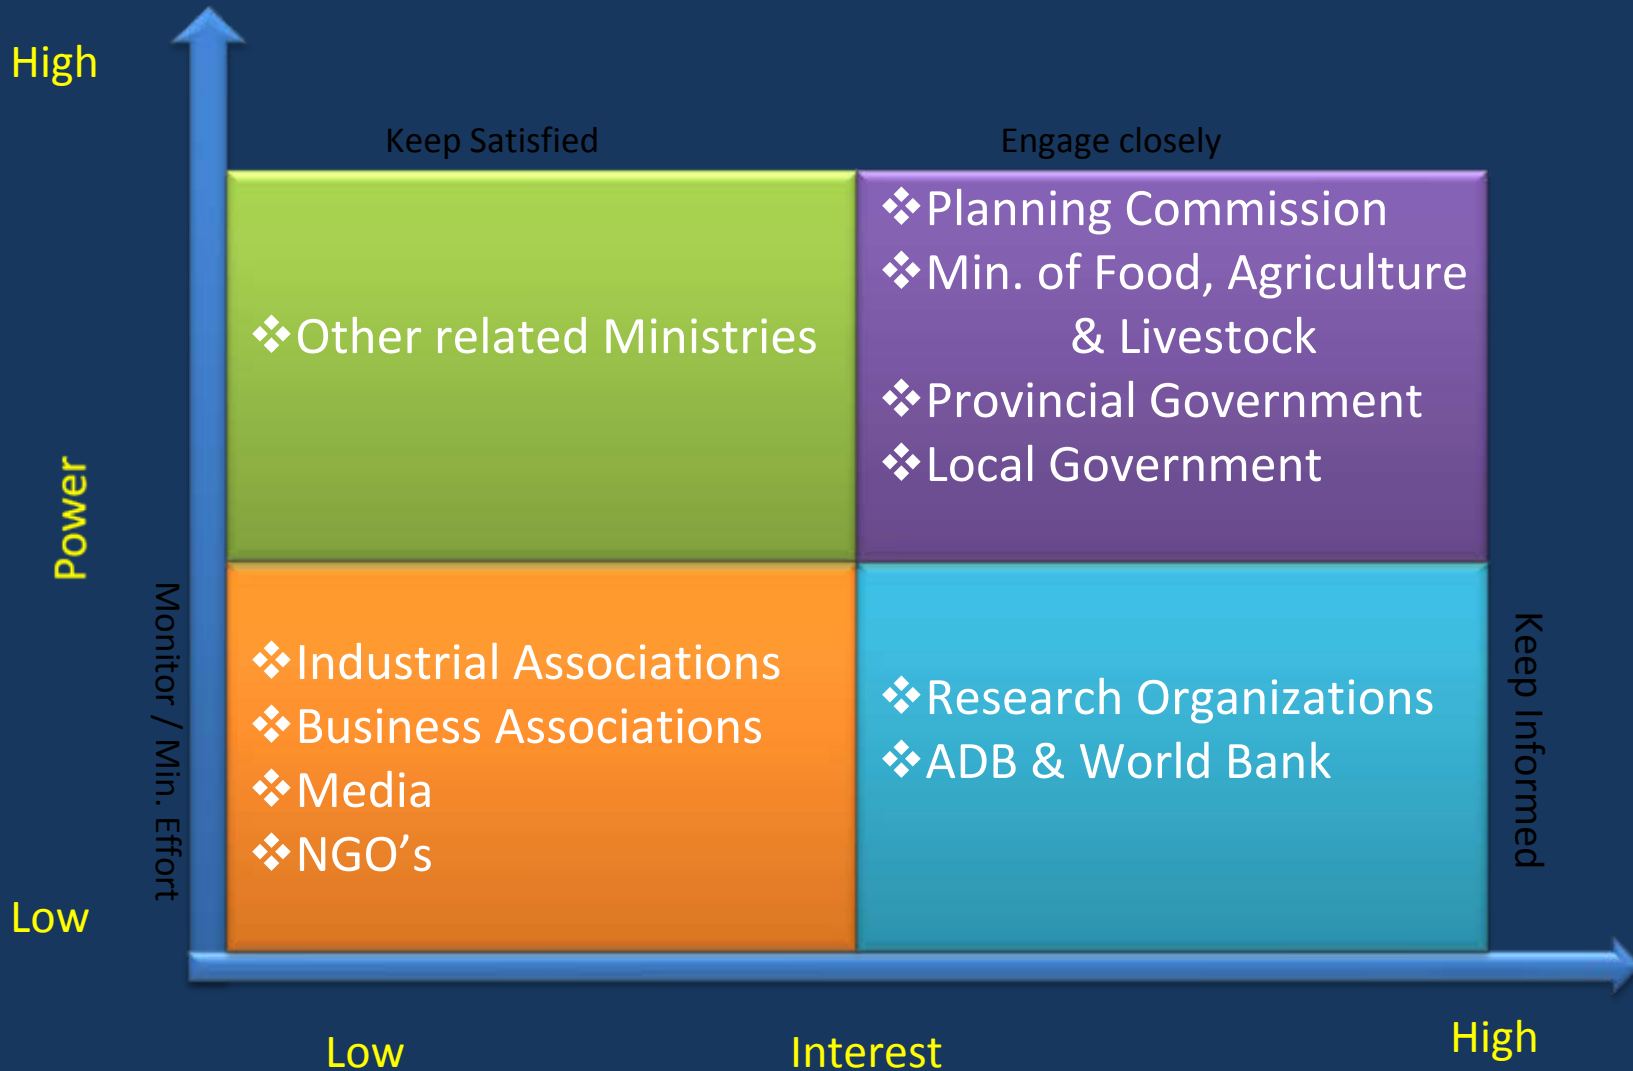 High
Keep Satisfied
Engage closely
❖Other related Ministries
❖Planning Commission
❖Min. of Food, Agriculture
& Livestock
❖Provincial Government
❖Local Government
Power
Monitor / Min. Effort
❖Industrial Associations
❖Business Associations
❖Media
❖NGO’s
❖Research Organizations
❖ADB & World Bank
Keep Informed
Low
Low
Interest
High